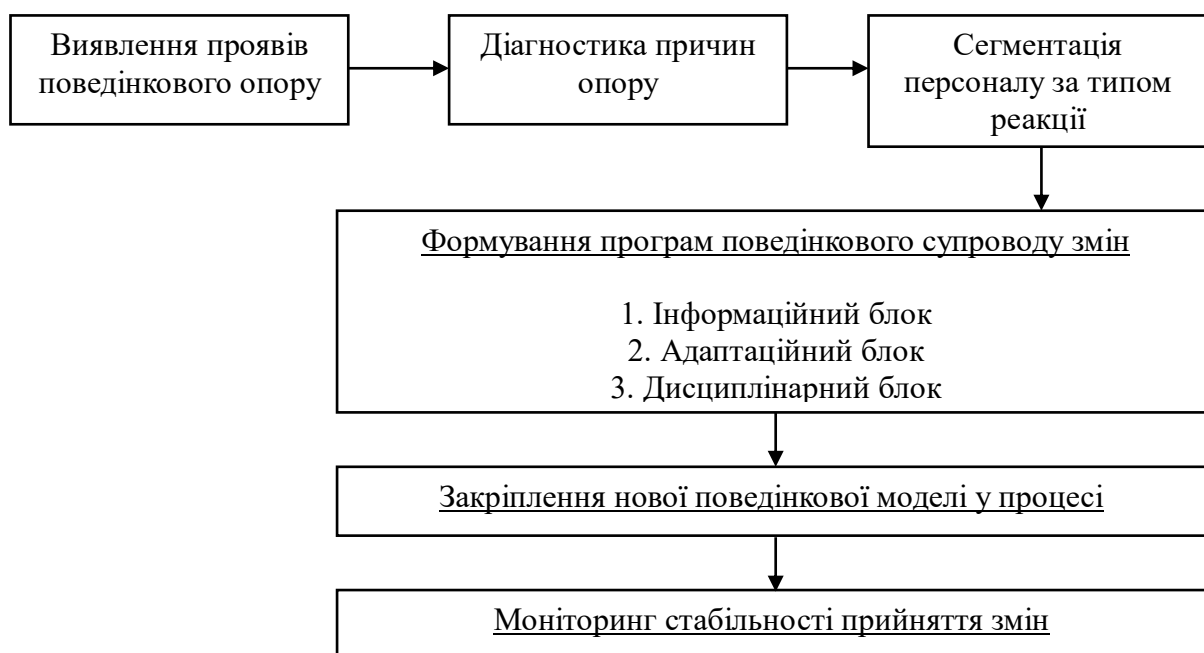 Виявлення проявів
поведінкового опору
Діагностика причин
опору
Сегментація
персоналу за типом
реакції
Формування програм поведінкового супроводу змін
1. Інформаційний блок
2. Адаптаційний блок
3. Дисциплінарний блок
Закріплення нової поведінкової моделі у процесі
Моніторинг стабільності прийняття змін